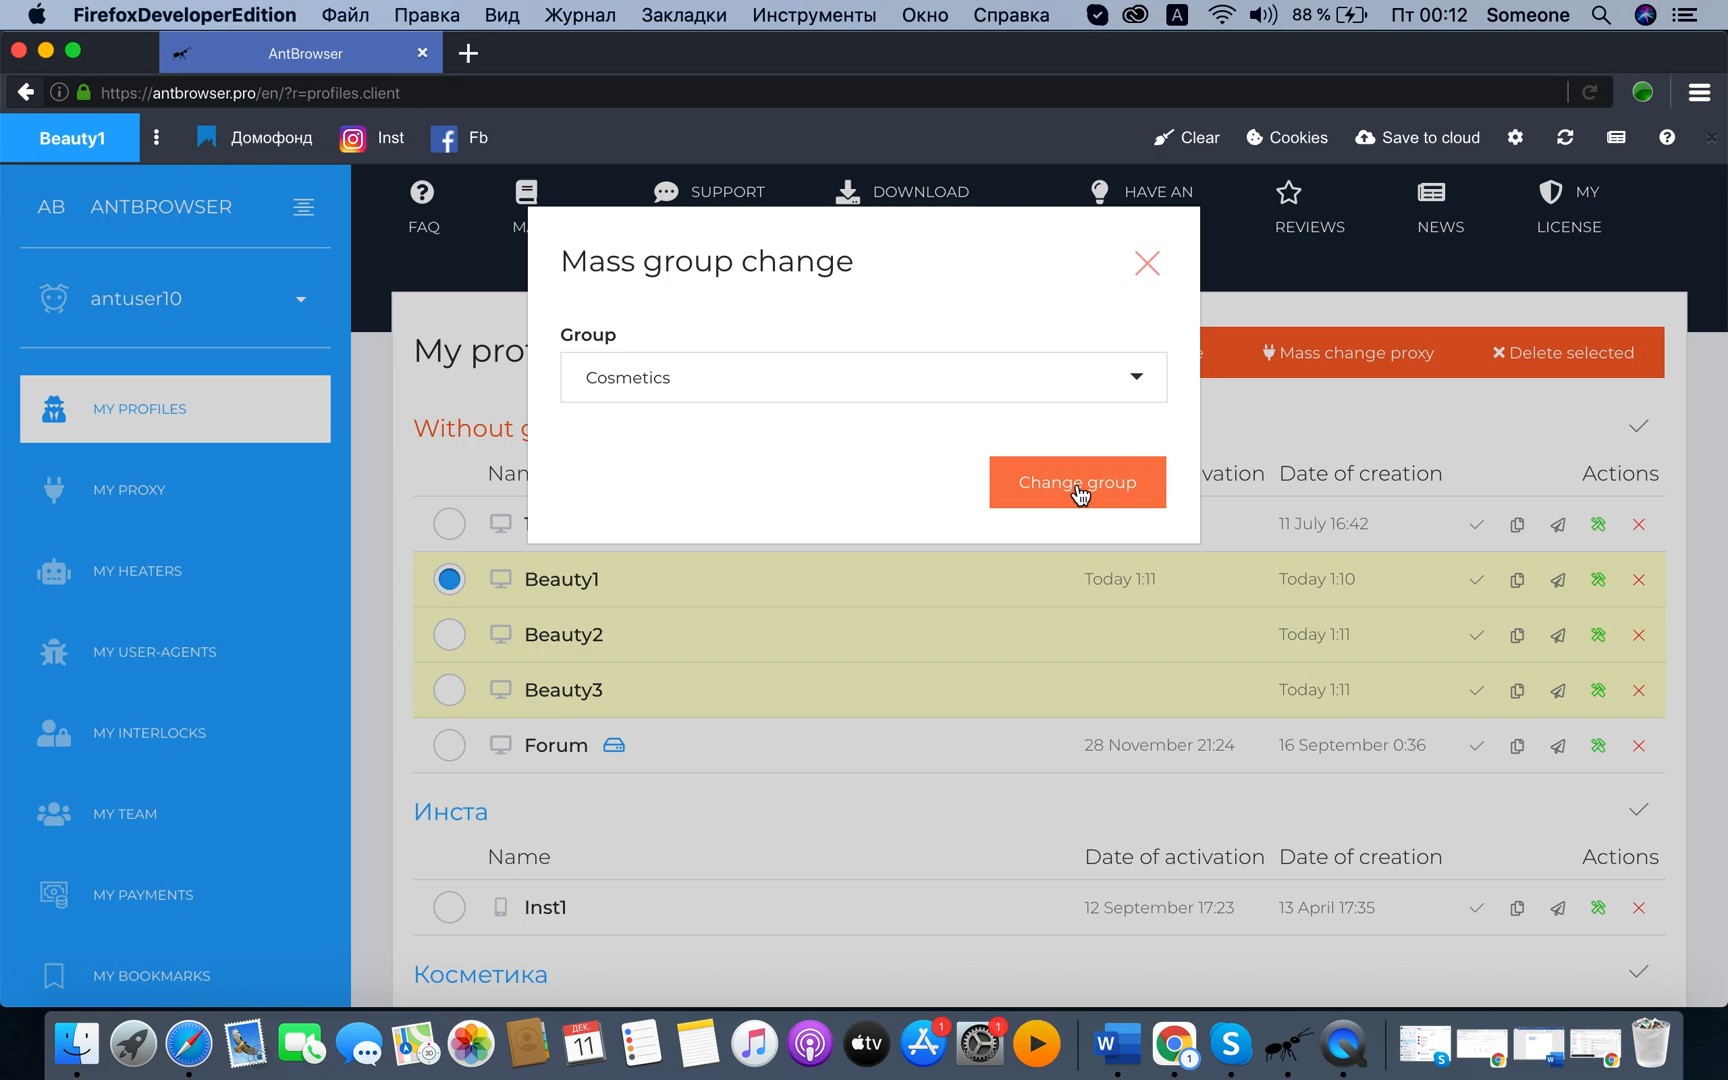 FirefoxDeveloperEdition Файл Правка Вид Журнал Закладки Инструменты Окно Справка A 88 % Пт 00:12 Someone
AntBrowser
https://antbrowser.pro/en/?r=profiles.client
Beauty1 Домофонд Inst Fb Clear Cookies Save to cloud
AB ANTBROWSER
FAQ SUPPORT DOWNLOAD HAVE AN REVIEWS NEWS MY LICENSE
antuser10
MY PROFILES
MY PROXY
MY HEATERS
MY USER-AGENTS
MY INTERLOCKS
MY TEAM
MY PAYMENTS
MY BOOKMARKS
Mass group change
Group
Cosmetics
Change group
My pro
Mass change proxy Delete selected
Without g
Nam vation Date of creation Actions
11 July 16:42
Beauty1 Today 1:11 Today 1:10
Beauty2 Today 1:11
Beauty3 Today 1:11
Forum 28 November 21:24 16 September 0:36
Инста
Name Date of activation Date of creation Actions
Inst1 12 September 17:23 13 April 17:35
Косметика
ДЕК.
11
3D
tv
1
1
W
1
S